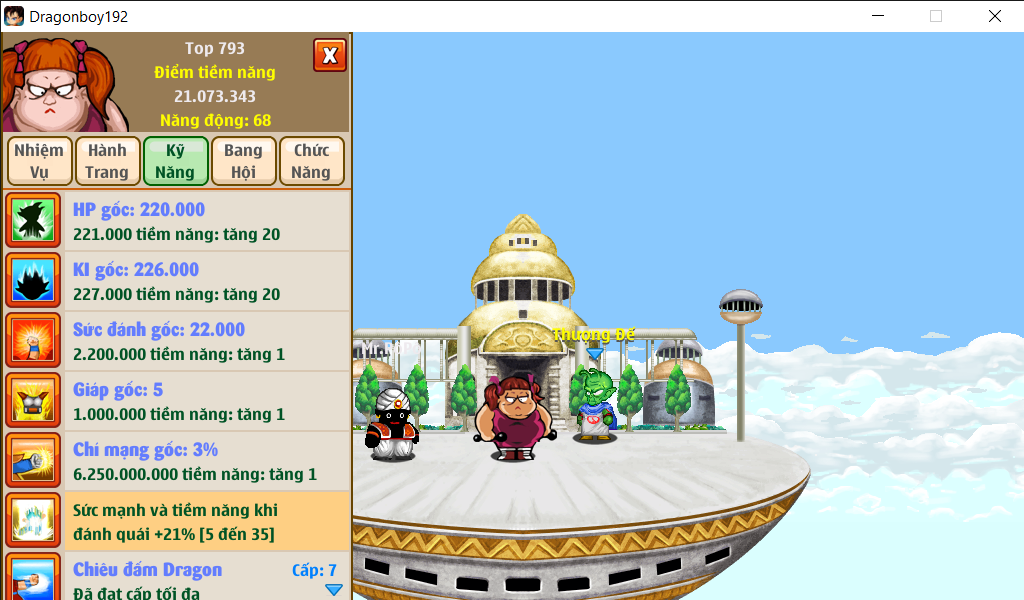 Dragonboy192
Top 793
Điểm tiềm năng
21.073.343
Năng động: 68
X
Nhiệm Vụ
Hành Trang
Kỹ Năng
Bang Hội
Chức Năng
HP gốc: 220.000
221.000 tiềm năng: tăng 20
KI gốc: 226.000
227.000 tiềm năng: tăng 20
Sức đánh gốc: 22.000
2.200.000 tiềm năng: tăng 1
Giáp gốc: 5
1.000.000 tiềm năng: tăng 1
Chí mạng gốc: 3%
6.250.000.000 tiềm năng: tăng 1
Sức mạnh và tiềm năng khi
đánh quái +21% [5 đến 35]
Chiêu đấm Dragon
Cấp: 7
Đã đạt cấp tối đa
Thượng Đế